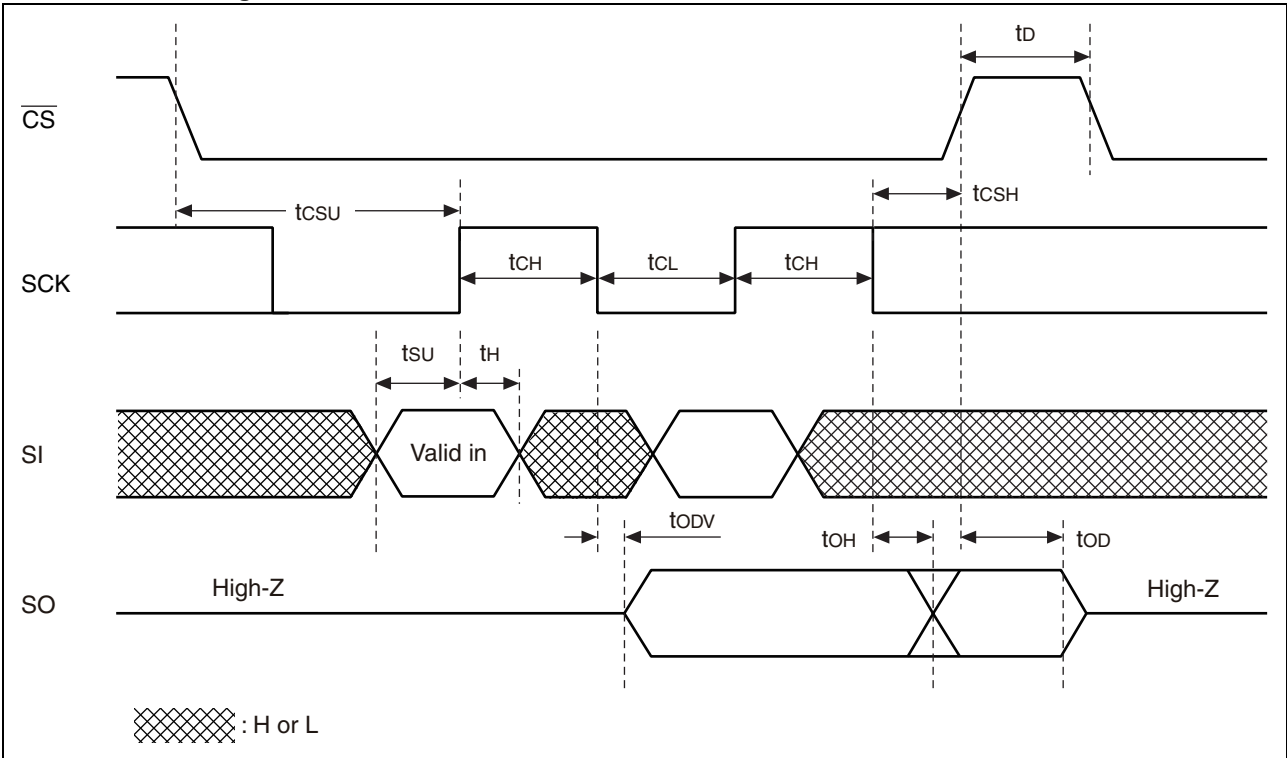 tD
CS
tCSH
tCSU
SCK
tCH
tCL
tCH
tSU
tH
SI
Valid in
tODV
tOH
tOD
SO
High-Z
High-Z
: H or L